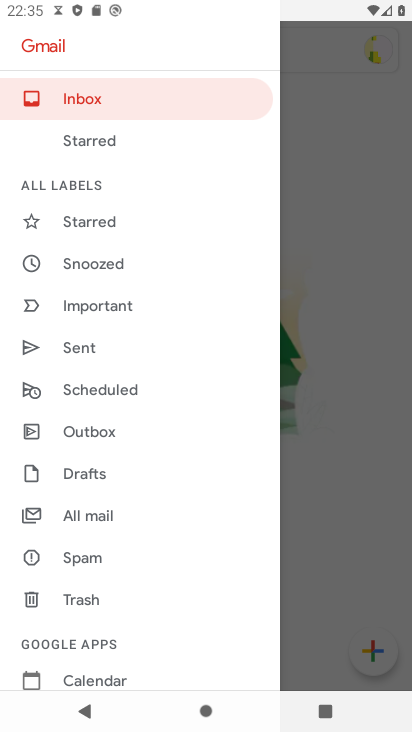 22:35
Gmail
Inbox
Starred
ALL LABELS
Starred
Snoozed
Important
Sent
Scheduled
Outbox
Drafts
All mail
Spam
Trash
GOOGLE APPS
Calendar